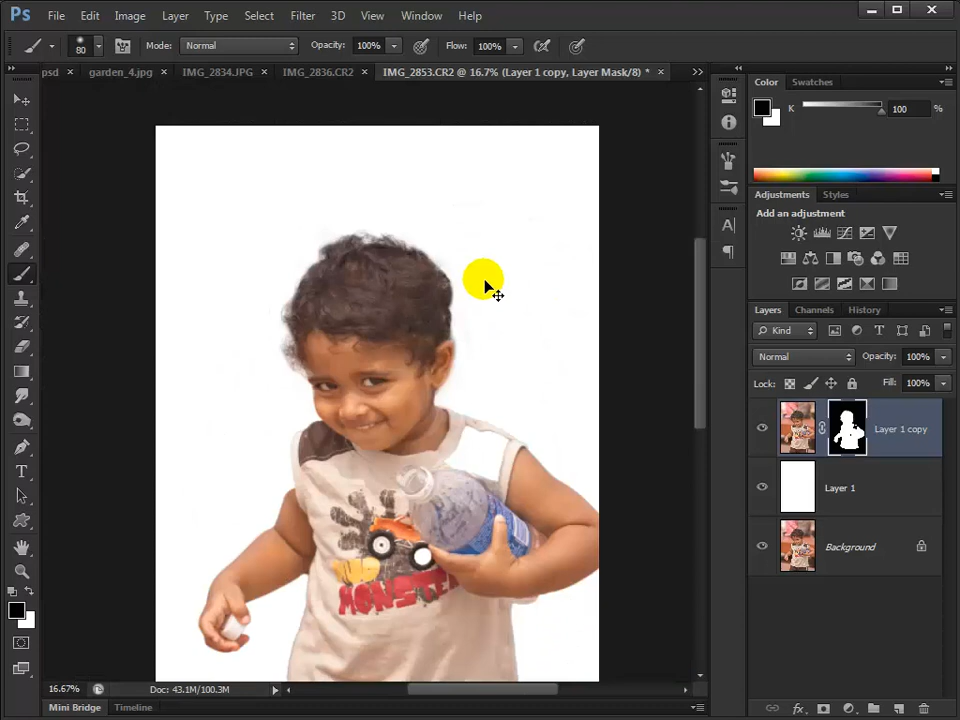 Ps File Edit Image Layer Type Select Filter 3D View Window Help
80 Mode: Normal Opacity: 100% Flow: 100%
psd × garden_4.jpg × IMG_2834.JPG × IMG_2836.CR2 × IMG_2853.CR2 @ 16.7% (Layer 1 copy, Layer Mask/8) * ×
Color Swatches
K 100 %
Adjustments Styles
Add an adjustment
Layers Channels History
Kind T
Normal Opacity: 100%
Lock: Fill: 100%
Layer 1 copy
Layer 1
Background
MONSTER
16.67% Doc: 43.1M/100.3M
Mini Bridge Timeline